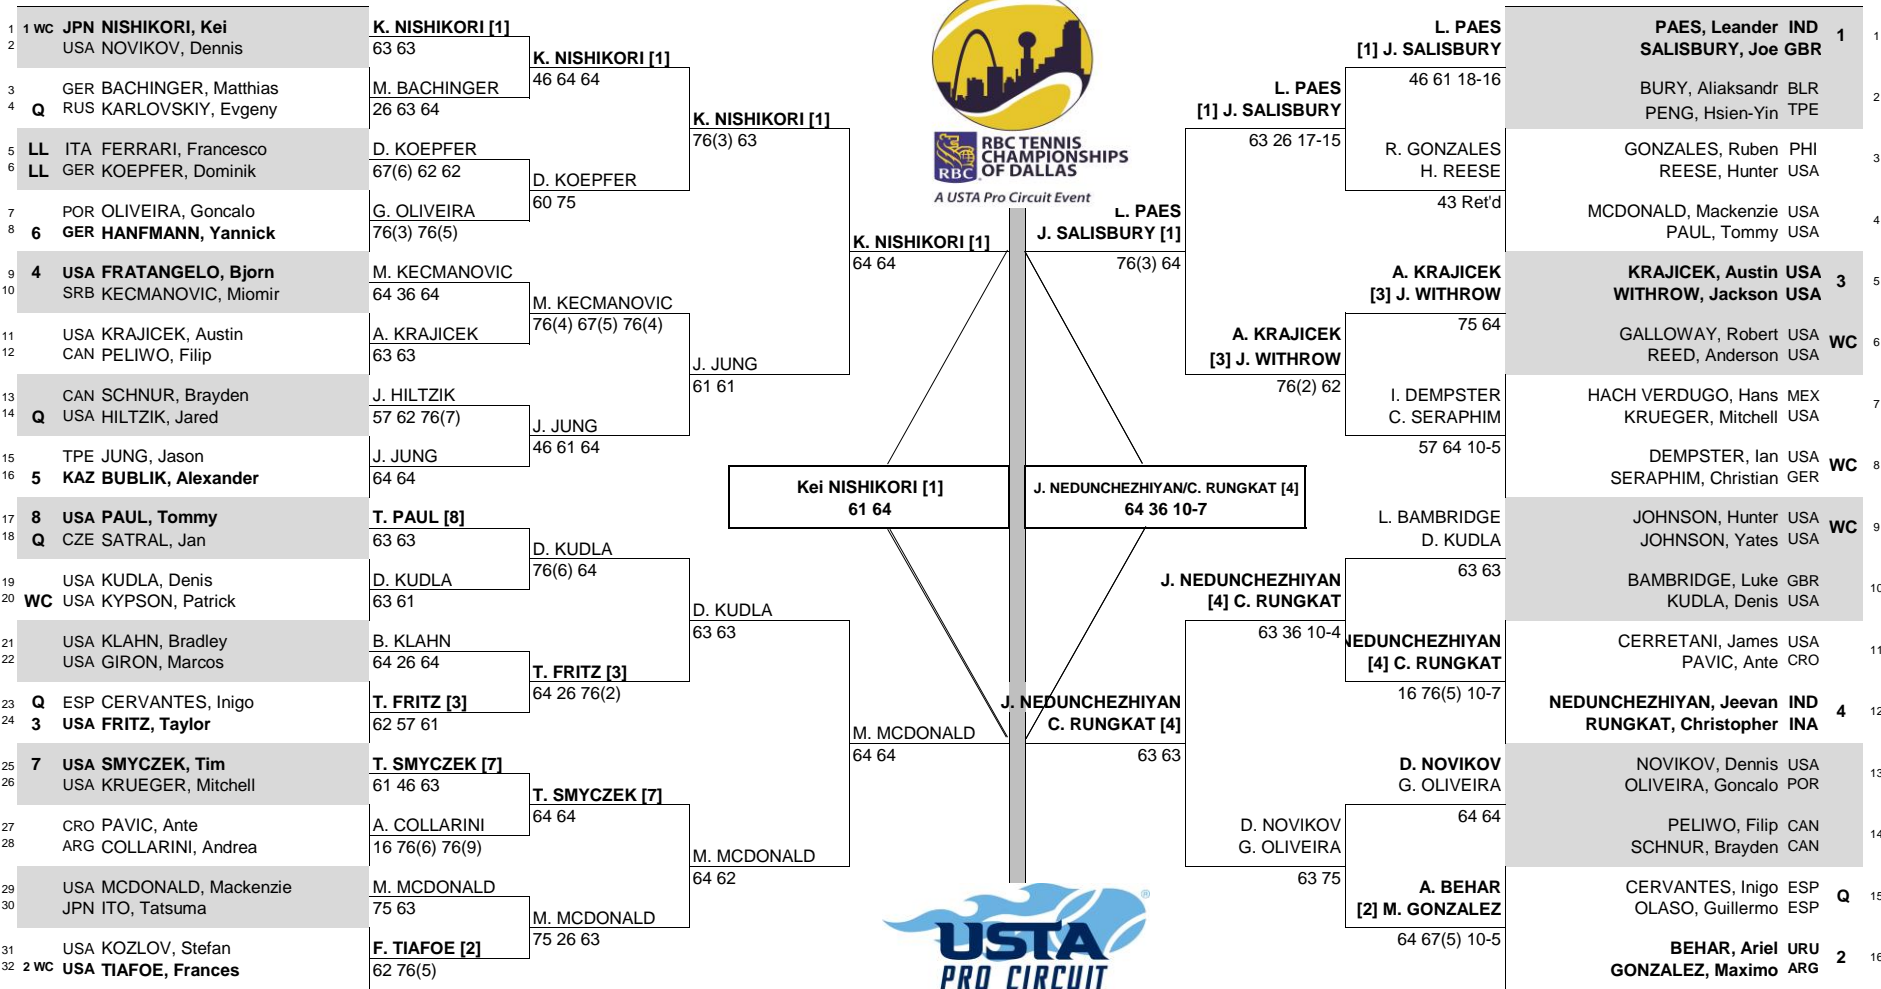 1 1 WC JPN NISHIKORI, Kei
2 USA NOVIKOV, Dennis
3 GER BACHINGER, Matthias
4 Q RUS KARLOVSKIY, Evgeny
5 LL ITA FERRARI, Francesco
6 LL GER KOEPFER, Dominik
7 POR OLIVEIRA, Goncalo
8 6 GER HANFMANN, Yannick
9 4 USA FRATANGELO, Bjorn
10 SRB KECMANOVIC, Miomir
11 USA KRAJICEK, Austin
12 CAN PELIWO, Filip
13 CAN SCHNUR, Brayden
14 Q USA HILTZIK, Jared
15 TPE JUNG, Jason
16 5 KAZ BUBLIK, Alexander
17 8 USA PAUL, Tommy
18 Q CZE SATRAL, Jan
19 USA KUDLA, Denis
20 WC USA KYPSON, Patrick
21 USA KLAHN, Bradley
22 USA GIRON, Marcos
23 Q ESP CERVANTES, Inigo
24 3 USA FRITZ, Taylor
25 7 USA SMYCZEK, Tim
26 USA KRUEGER, Mitchell
27 CRO PAVIC, Ante
28 ARG COLLARINI, Andrea
29 USA MCDONALD, Mackenzie
30 JPN ITO, Tatsuma
31 USA KOZLOV, Stefan
32 2 WC USA TIAFOE, Frances
K. NISHIKORI [1]
63 63
M. BACHINGER
26 63 64
D. KOEPFER
67(6) 62 62
G. OLIVEIRA
76(3) 76(5)
M. KECMANOVIC
64 36 64
A. KRAJICEK
63 63
J. HILTZIK
57 62 76(7)
J. JUNG
64 64
T. PAUL [8]
63 63
D. KUDLA
63 61
B. KLAHN
64 26 64
T. FRITZ [3]
62 57 61
T. SMYCZEK [7]
61 46 63
A. COLLARINI
16 76(6) 76(9)
M. MCDONALD
75 63
F. TIAFOE [2]
62 76(5)
K. NISHIKORI [1]
46 64 64
D. KOEPFER
60 75
M. KECMANOVIC
76(4) 67(5) 76(4)
J. JUNG
46 61 64
D. KUDLA
76(6) 64
T. FRITZ [3]
64 26 76(2)
T. SMYCZEK [7]
64 64
M. MCDONALD
75 26 63
K. NISHIKORI [1]
76(3) 63
J. JUNG
61 61
D. KUDLA
63 63
M. MCDONALD
64 62
K. NISHIKORI [1]
64 64
M. MCDONALD
64 64
Kei NISHIKORI [1]
61 64
RBC
RBC TENNIS
CHAMPIONSHIPS
OF DALLAS
A USTA Pro Circuit Event
J. NEDUNCHEZHIYAN/C. RUNGKAT [4]
64 36 10-7
USTA
®
PRO CIRCUIT
L. PAES
J. SALISBURY [1]
76(3) 64
J. NEDUNCHEZHIYAN
C. RUNGKAT [4]
63 63
L. PAES
[1] J. SALISBURY
63 26 17-15
A. KRAJICEK
[3] J. WITHROW
76(2) 62
J. NEDUNCHEZHIYAN
[4] C. RUNGKAT
63 36 10-4
D. NOVIKOV
G. OLIVEIRA
63 75
L. PAES
[1] J. SALISBURY
46 61 18-16
R. GONZALES
H. REESE
43 Ret'd
A. KRAJICEK
[3] J. WITHROW
75 64
I. DEMPSTER
C. SERAPHIM
57 64 10-5
L. BAMBRIDGE
D. KUDLA
63 63
NEDUNCHEZHIYAN
[4] C. RUNGKAT
16 76(5) 10-7
D. NOVIKOV
G. OLIVEIRA
64 64
A. BEHAR
[2] M. GONZALEZ
64 67(5) 10-5
PAES, Leander IND 1 1
SALISBURY, Joe GBR
BURY, Aliaksandr BLR 2
PENG, Hsien-Yin TPE
GONZALES, Ruben PHI 3
REESE, Hunter USA
MCDONALD, Mackenzie USA 4
PAUL, Tommy USA
KRAJICEK, Austin USA 3 5
WITHROW, Jackson USA
GALLOWAY, Robert USA WC 6
REED, Anderson USA
HACH VERDUGO, Hans MEX 7
KRUEGER, Mitchell USA
DEMPSTER, Ian USA WC 8
SERAPHIM, Christian GER
JOHNSON, Hunter USA WC 9
JOHNSON, Yates USA
BAMBRIDGE, Luke GBR 10
KUDLA, Denis USA
CERRETANI, James USA 11
PAVIC, Ante CRO
NEDUNCHEZHIYAN, Jeevan IND 4 12
RUNGKAT, Christopher INA
NOVIKOV, Dennis USA 13
OLIVEIRA, Goncalo POR
PELIWO, Filip CAN 14
SCHNUR, Brayden CAN
CERVANTES, Inigo ESP Q 15
OLASO, Guillermo ESP
BEHAR, Ariel URU 2 16
GONZALEZ, Maximo ARG